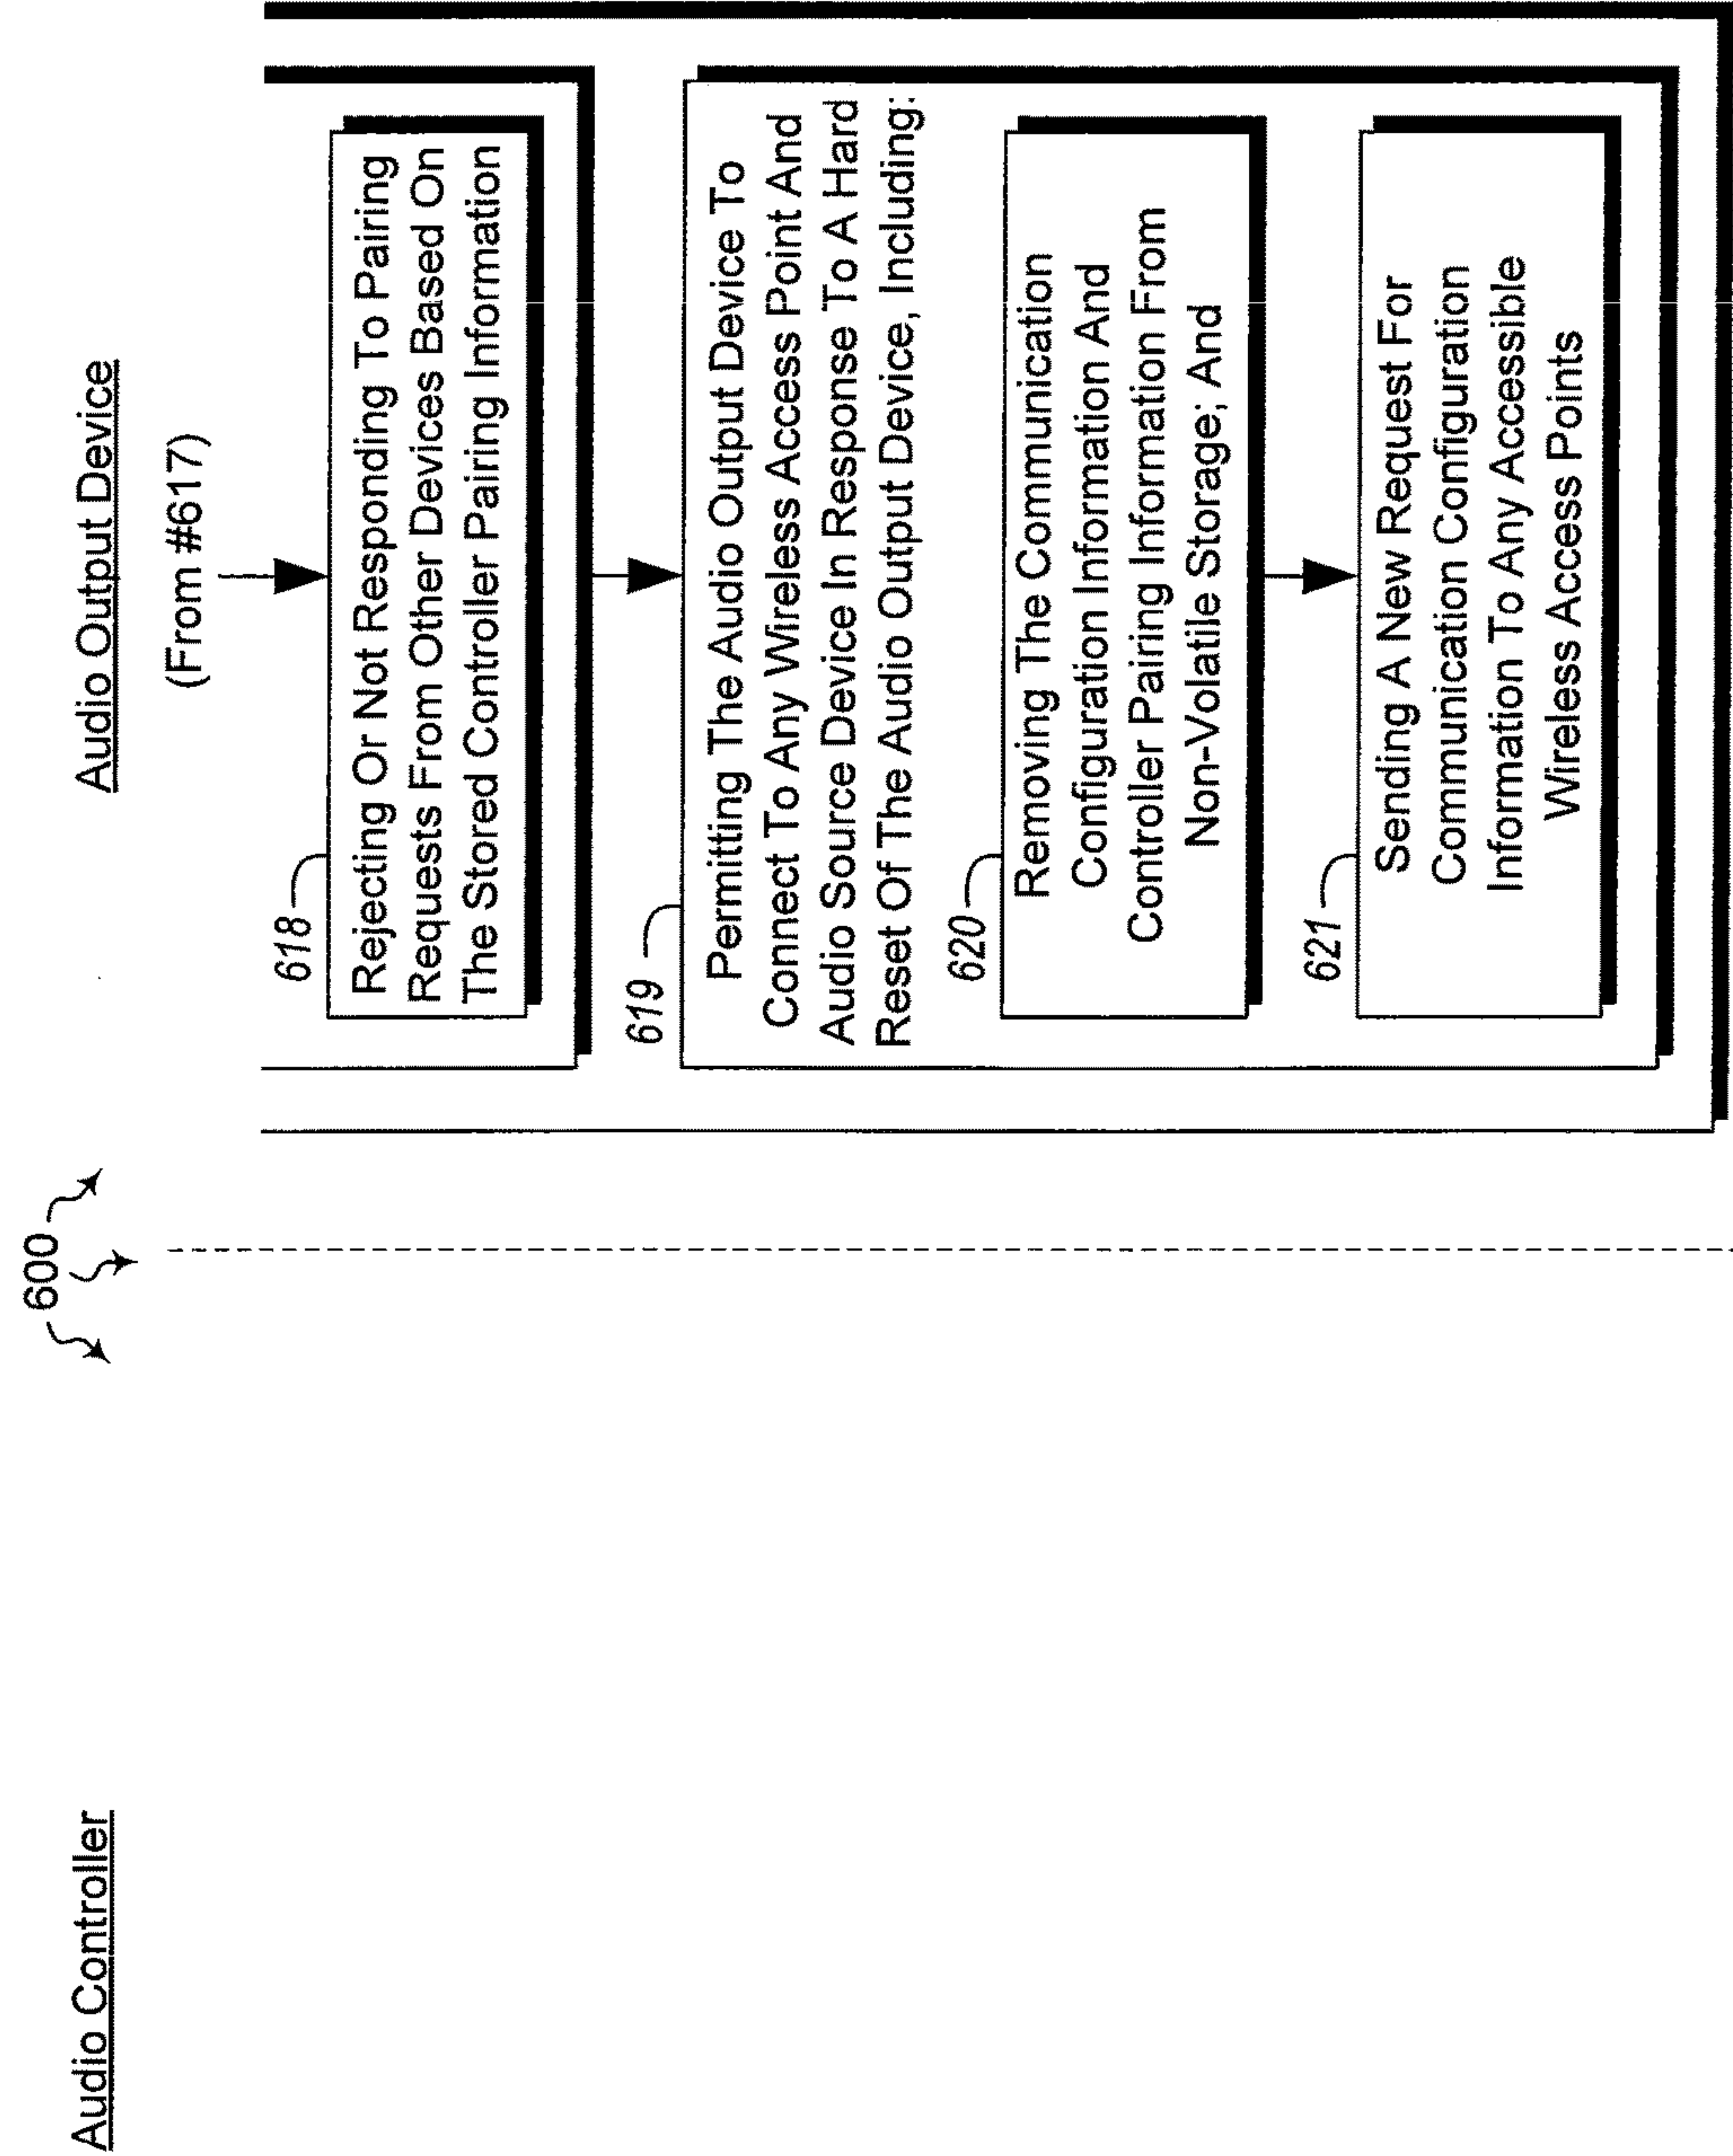 600
Audio Controller
Audio Output Device
(From #617)
618
Rejecting Or Not Responding To Pairing
Requests From Other Devices Based On
The Stored Controller Pairing Information
619
Permitting The Audio Output Device To
Connect To Any Wireless Access Point And
Audio Source Device In Response To A Hard
Reset Of The Audio Output Device, Including:
620
Removing The Communication
Configuration Information And
Controller Pairing Information From
Non-Volatile Storage; And
621
Sending A New Request For
Communication Configuration
Information To Any Accessible
Wireless Access Points